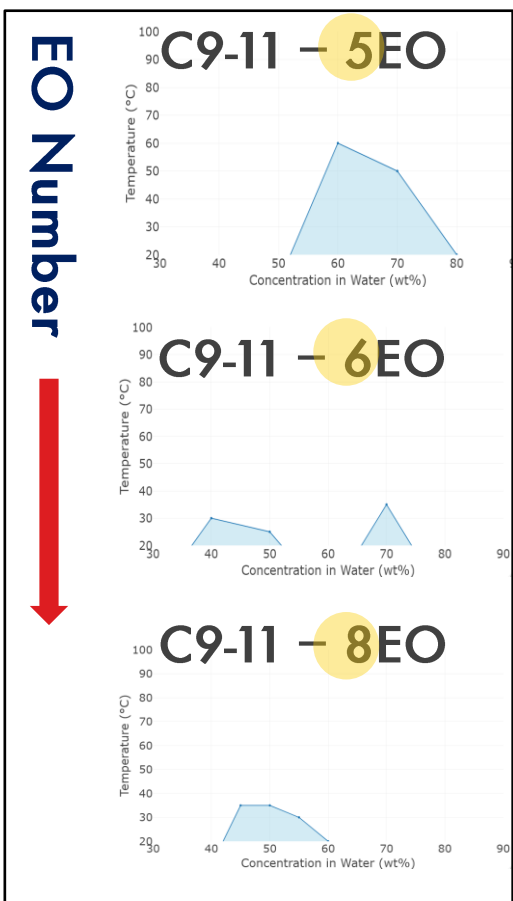 EO Number
C9-11 – 5EO
Temperature (°C)
100
90
80
70
60
50
40
30
20
30 40 50 60 70 80 9
Concentration in Water (wt%)
C9-11 – 6EO
Temperature (°C)
100
90
80
70
60
50
40
30
20
30 40 50 60 70 80 90
Concentration in Water (wt%)
C9-11 – 8EO
Temperature (°C)
100
90
80
70
60
50
40
30
20
30 40 50 60 70 80 90
Concentration in Water (wt%)